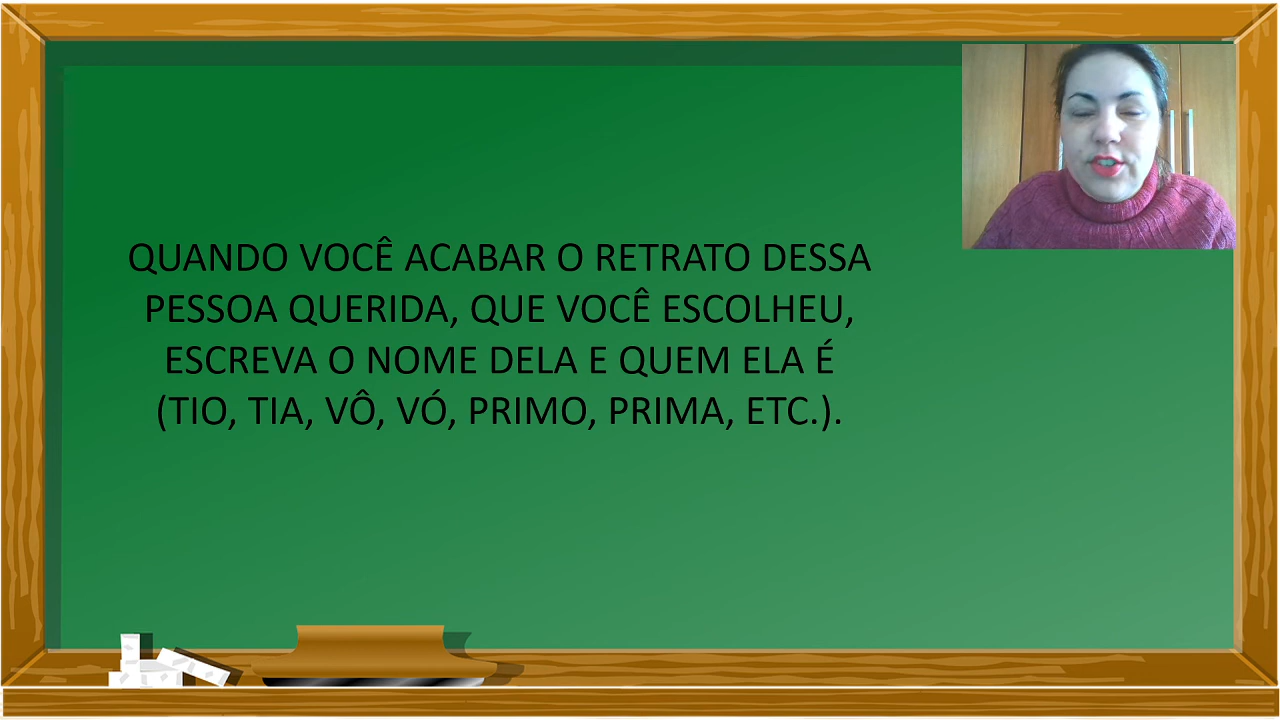 QUANDO VOCÊ ACABAR O RETRATO DESSA
PESSOA QUERIDA, QUE VOCÊ ESCOLHEU,
ESCREVA O NOME DELA E QUEM ELA É
(TIO, TIA, VÔ, VÓ, PRIMO, PRIMA, ETC.).